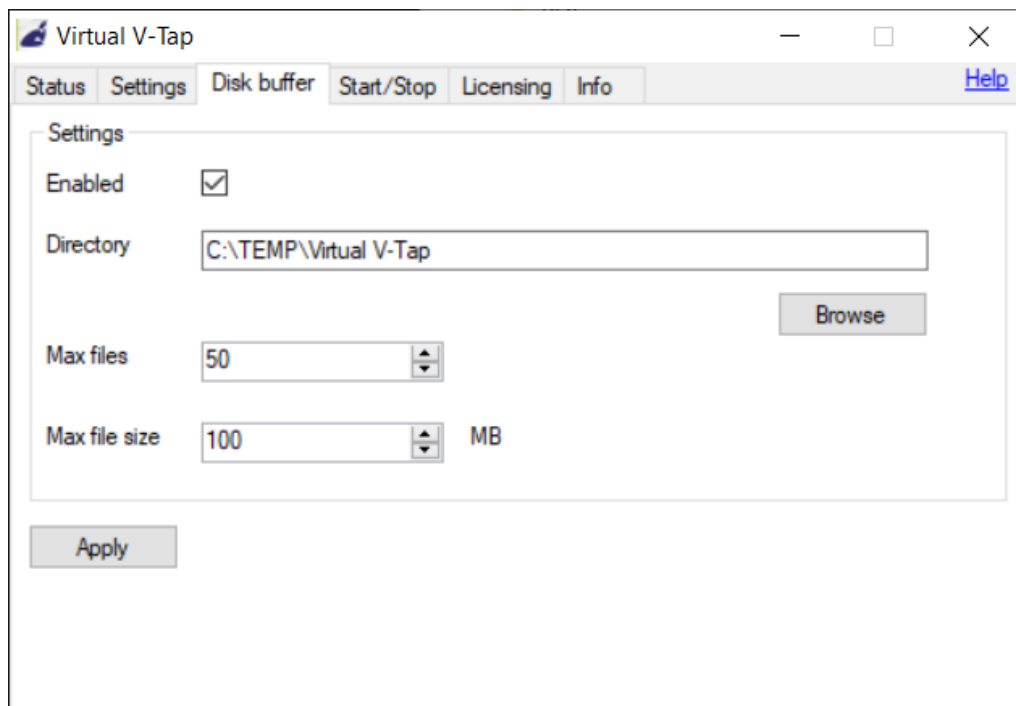 Virtual V-Tap
Status Settings Disk buffer Start/Stop Licensing Info Help
Settings
Enabled
Directory C:\TEMP\Virtual V-Tap
Browse
Max files 50
Max file size 100 MB
Apply